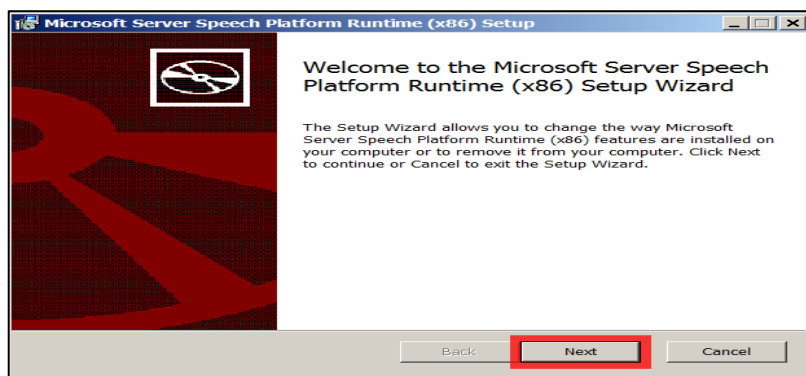 Microsoft Server Speech Platform Runtime (x86) Setup
Welcome to the Microsoft Server Speech
Platform Runtime (x86) Setup Wizard
The Setup Wizard allows you to change the way Microsoft
Server Speech Platform Runtime (x86) features are installed on
your computer or to remove it from your computer. Click Next
to continue or Cancel to exit the Setup Wizard.
Back Next Cancel